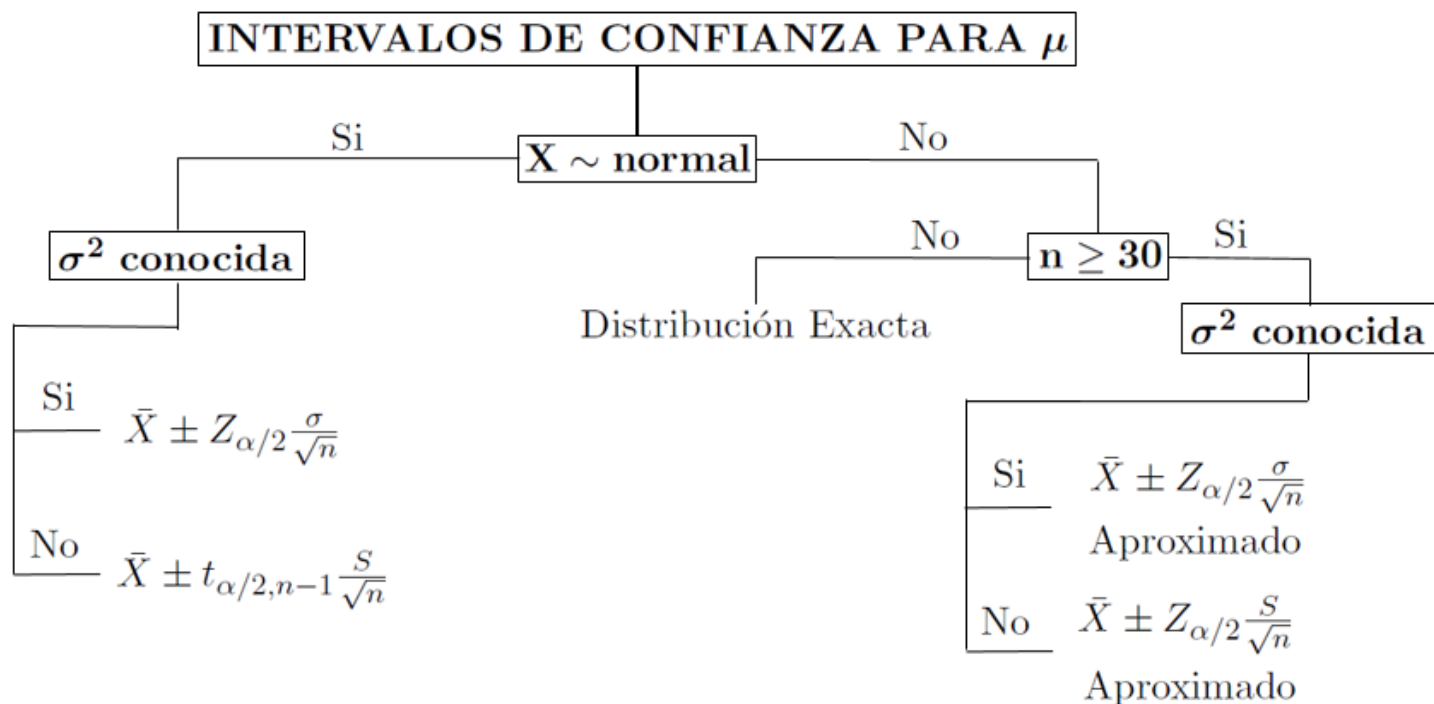 INTERVALOS DE CONFIANZA PARA μ
Si
X ∼ normal
No
σ² conocida
No
n ≥ 30
Si
Distribución Exacta
σ² conocida
Si
X̄ ± Z_{α/2} σ/√n
No
X̄ ± t_{α/2,n−1} S/√n
Si
X̄ ± Z_{α/2} σ/√n
Aproximado
No
X̄ ± Z_{α/2} S/√n
Aproximado